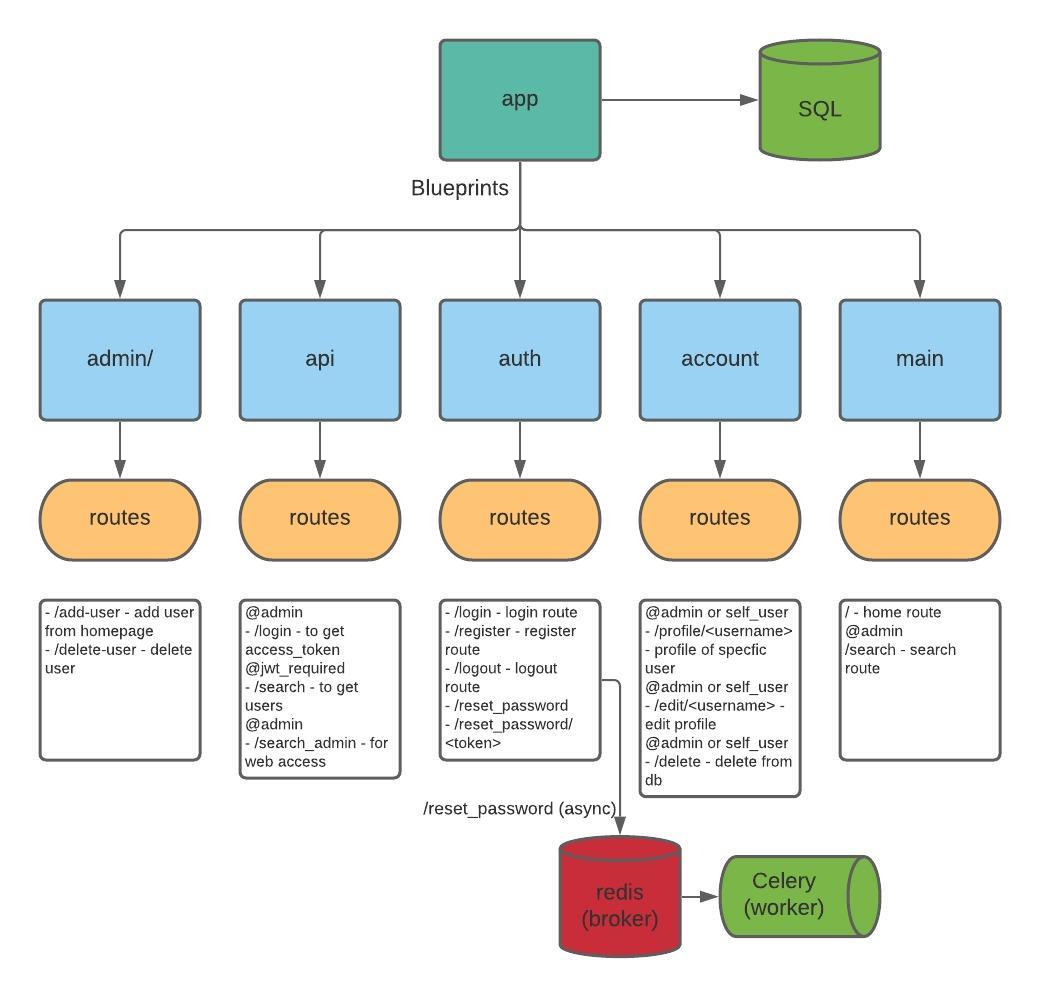 app
SQL
Blueprints
admin/
api
auth
account
main
routes
routes
routes
routes
routes
- /add-user - add user
from homepage
- /delete-user - delete
user
@admin
- /login - to get
access_token
@jwt_required
- /search - to get
users
@admin
- /search_admin - for
web access
- /login - login route
- /register - register
route
- /logout - logout
route
- /reset_password
- /reset_password/
<token>
@admin or self_user
- /profile/<username>
- profile of specfic
user
@admin or self_user
- /edit/<username> -
edit profile
@admin or self_user
- /delete - delete from
db
/ - home route
@admin
/search - search
route
/reset_password (async)
redis
(broker)
Celery
(worker)